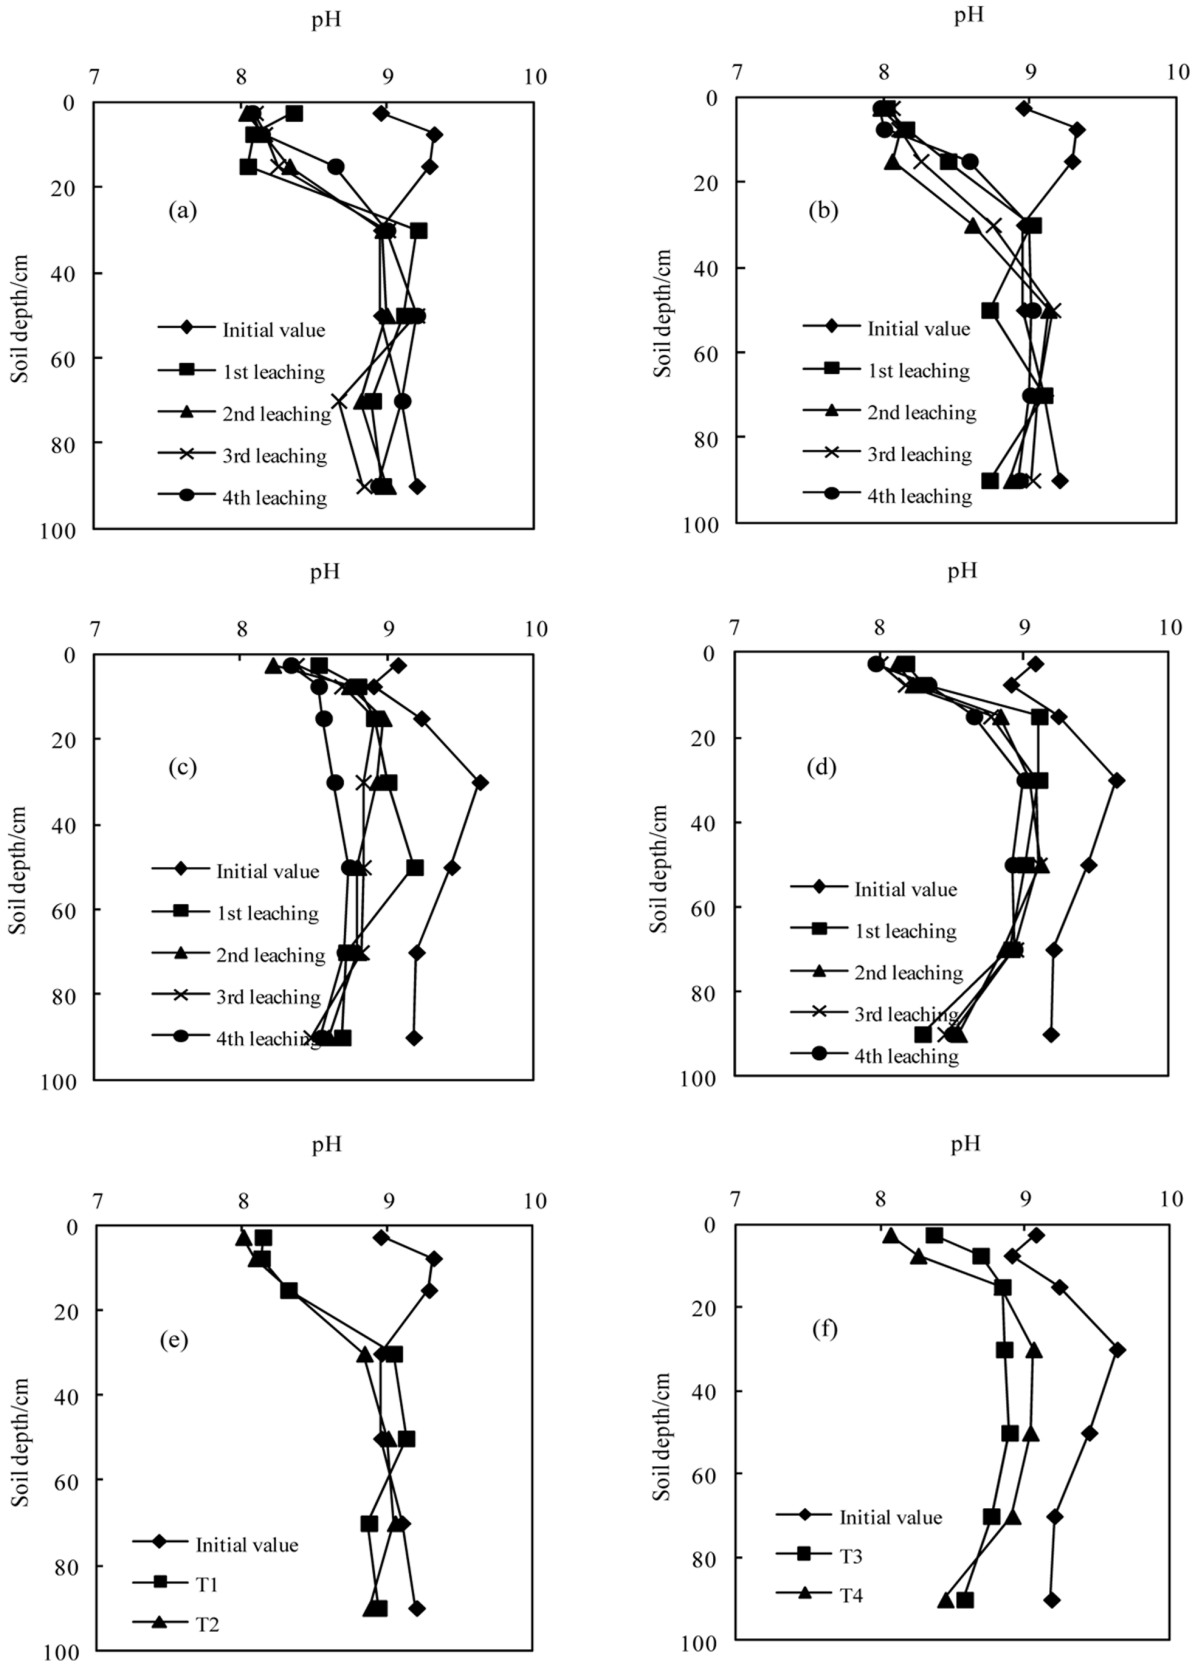 pH
7 8 9 10
0
20
40
60
80
100
Soil depth/cm
(a)
Initial value
1st leaching
2nd leaching
3rd leaching
4th leaching
pH
7 8 9 10
0
20
40
60
80
100
Soil depth/cm
(b)
Initial value
1st leaching
2nd leaching
3rd leaching
4th leaching
pH
7 8 9 10
0
20
40
60
80
100
Soil depth/cm
(c)
Initial value
1st leaching
2nd leaching
3rd leaching
4th leaching
pH
7 8 9 10
0
20
40
60
80
100
Soil depth/cm
(d)
Initial value
1st leaching
2nd leaching
3rd leaching
4th leaching
pH
7 8 9 10
0
20
40
60
80
100
Soil depth/cm
(e)
Initial value
T1
T2
pH
7 8 9 10
0
20
40
60
80
100
Soil depth/cm
(f)
Initial value
T3
T4